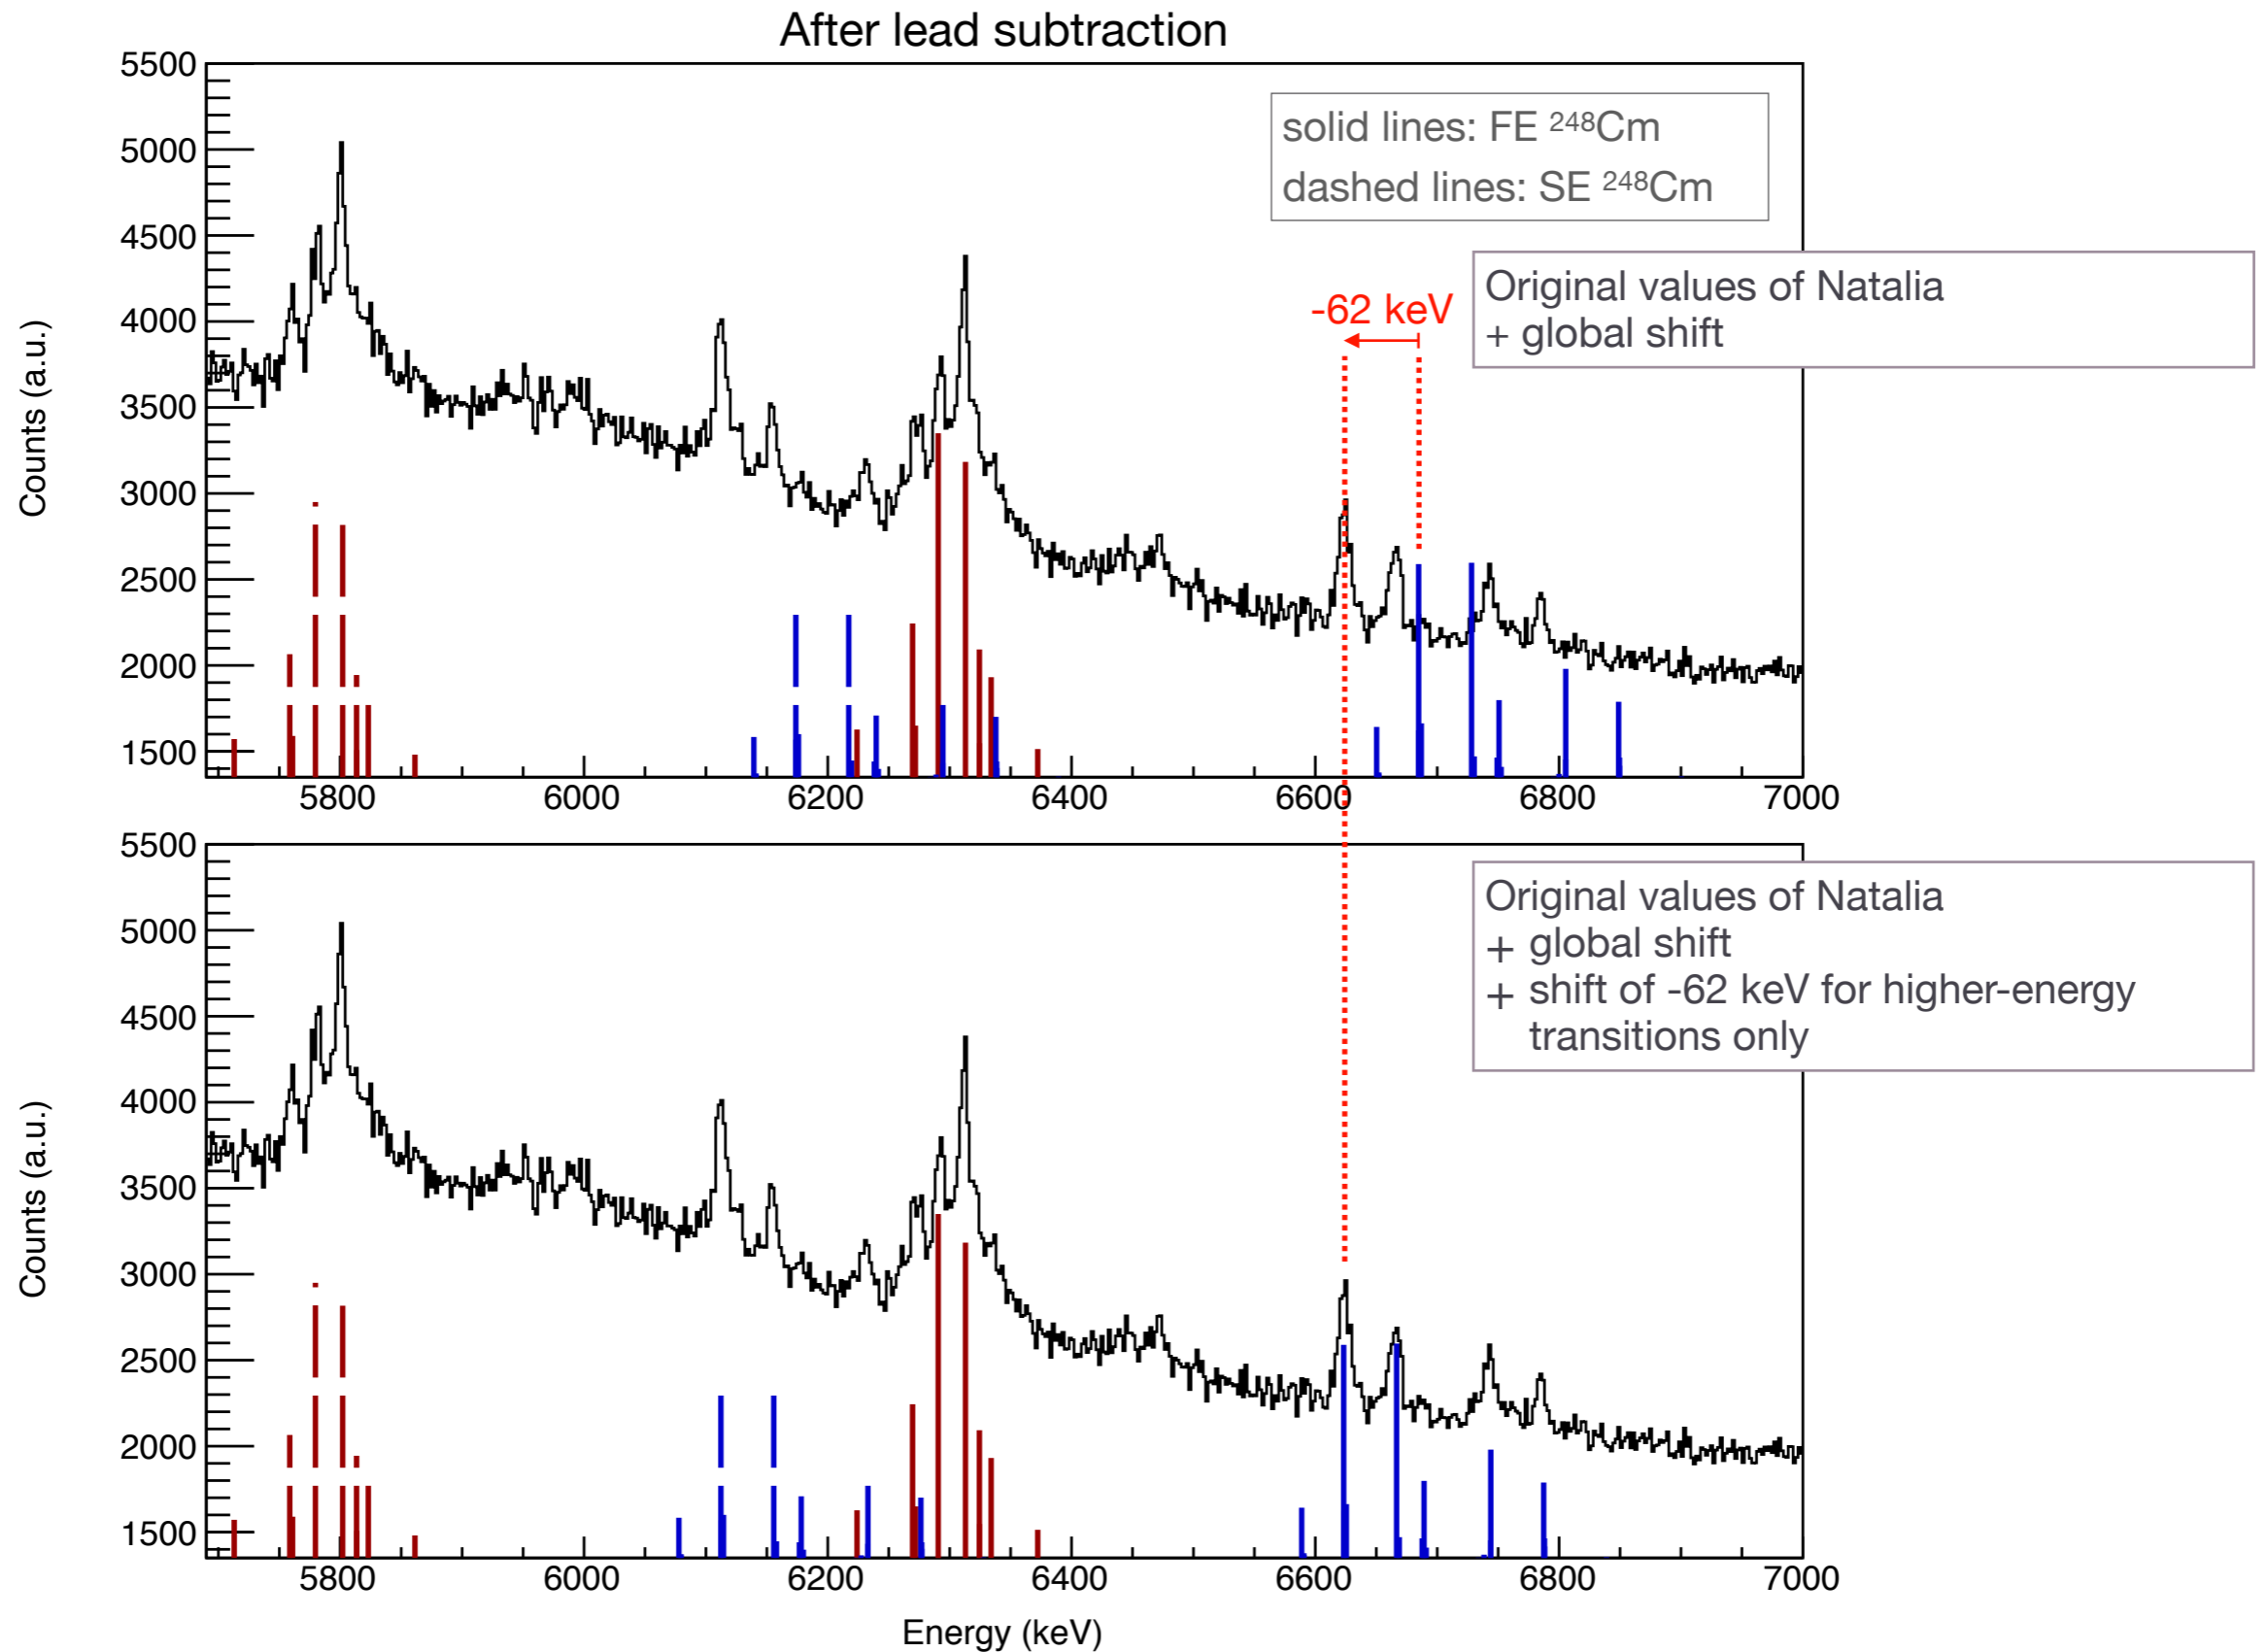 After lead subtraction
5500
5000
4500
4000
3500
3000
2500
2000
1500
Counts (a.u.)
solid lines: FE ²⁴⁸Cm
dashed lines: SE ²⁴⁸Cm
Original values of Natalia
+ global shift
-62 keV
5800 6000 6200 6400 6600 6800 7000
5500
5000
4500
4000
3500
3000
2500
2000
1500
Counts (a.u.)
Original values of Natalia
+ global shift
+ shift of -62 keV for higher-energy
transitions only
5800 6000 6200 6400 6600 6800 7000
Energy (keV)